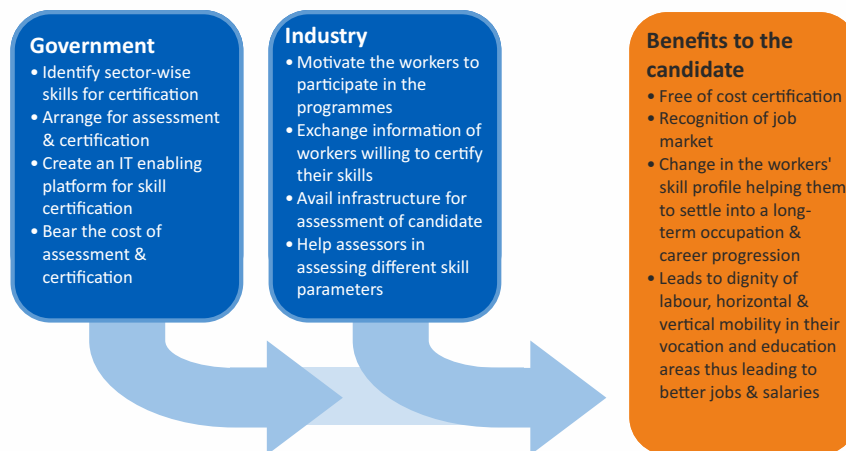 Government
• Identify sector-wise
skills for certification
• Arrange for assessment
& certification
• Create an IT enabling
platform for skill
certification
• Bear the cost of
assessment &
certification
Industry
• Motivate the workers to
participate in the
programmes
• Exchange information of
workers willing to certify
their skills
• Avail infrastructure for
assessment of candidate
• Help assessors in
assessing different skill
parameters
Benefits to the
candidate
• Free of cost certification
• Recognition of job
market
• Change in the workers'
skill profile helping them
to settle into a long-
term occupation &
career progression
• Leads to dignity of
labour, horizontal &
vertical mobility in their
vocation and education
areas thus leading to
better jobs & salaries